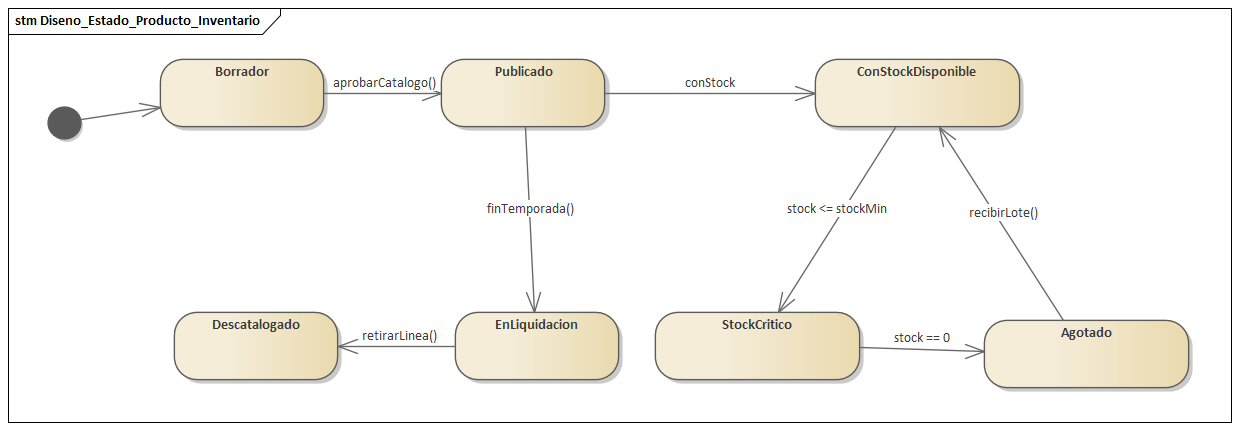 stm Diseno_Estado_Producto_Inventario
Borrador
aprobarCatalogo()
Publicado
conStock
ConStockDisponible
finTemporada()
stock <= stockMin
recibirLote()
Descatalogado
retirarLinea()
EnLiquidacion
StockCritico
stock == 0
Agotado